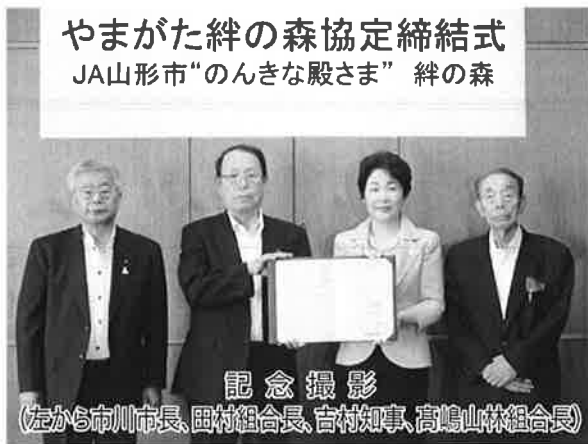 やまがた絆の森協定締結式
JA山形市“のんきな殿さま” 絆の森
記念撮影
(左から市川市長、田村組合長、吉村知事、髙嶋山林組合長)